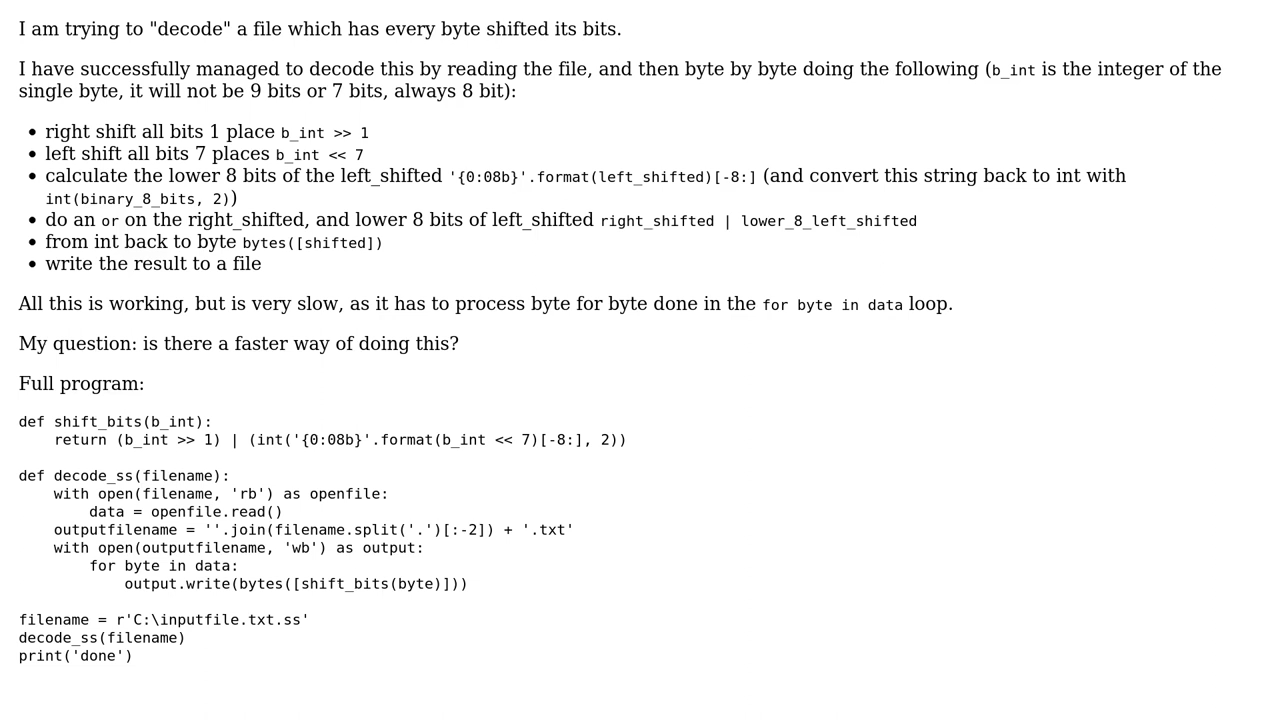 I am trying to "decode" a file which has every byte shifted its bits.
I have successfully managed to decode this by reading the file, and then byte by byte doing the following (b_int is the integer of the
single byte, it will not be 9 bits or 7 bits, always 8 bit):
• right shift all bits 1 place b_int >> 1
• left shift all bits 7 places b_int << 7
• calculate the lower 8 bits of the left_shifted '{0:08b}'.format(left_shifted)[-8:] (and convert this string back to int with
int(binary_8_bits, 2))
• do an or on the right_shifted, and lower 8 bits of left_shifted right_shifted | lower_8_left_shifted
• from int back to byte bytes([shifted])
• write the result to a file
All this is working, but is very slow, as it has to process byte for byte done in the for byte in data loop.
My question: is there a faster way of doing this?
Full program:
def shift_bits(b_int):
    return (b_int >> 1) | (int('{0:08b}'.format(b_int << 7)[-8:], 2))
def decode_ss(filename):
    with open(filename, 'rb') as openfile:
        data = openfile.read()
    outputfilename = ''.join(filename.split('.')[:-2]) + '.txt'
    with open(outputfilename, 'wb') as output:
        for byte in data:
            output.write(bytes([shift_bits(byte)]))
filename = r'C:\inputfile.txt.ss'
decode_ss(filename)
print('done')